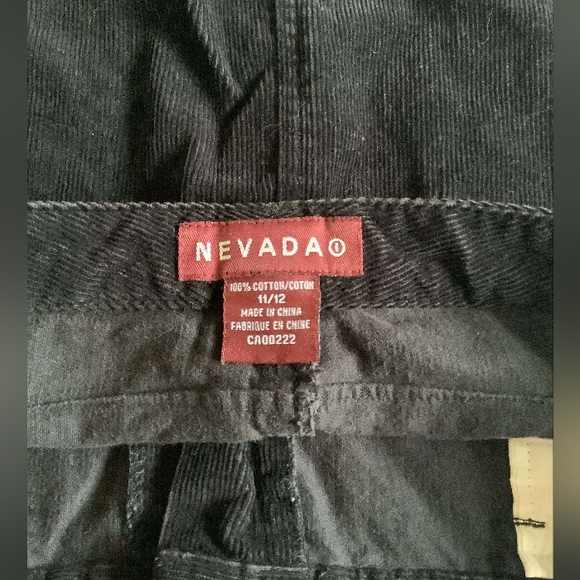 NEVADA
100% COTTON/COTON
11/12
MADE IN CHINA
FABRIQUE EN CHINE
CA00222